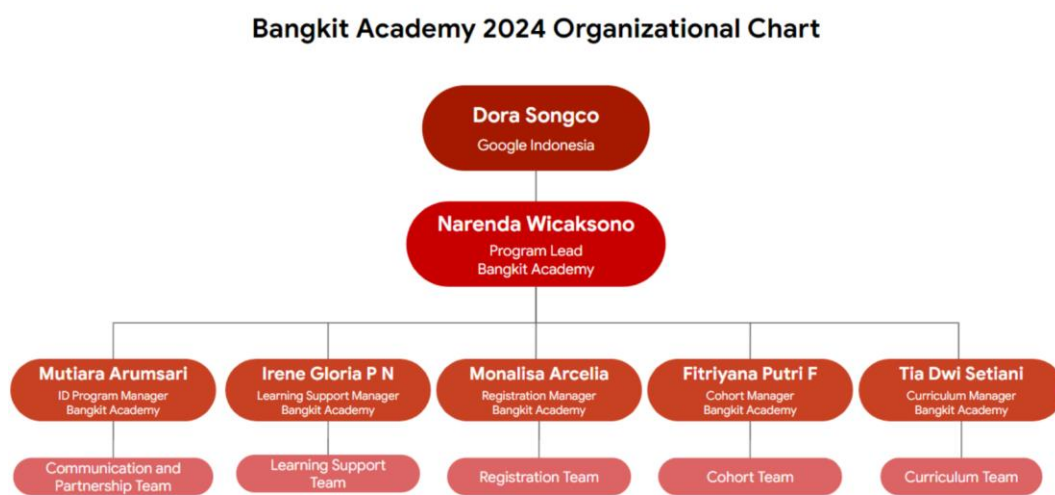 Bangkit Academy 2024 Organizational Chart
Dora Songco
Google Indonesia
Narenda Wicaksono
Program Lead
Bangkit Academy
Mutiara Arumsari
ID Program Manager
Bangkit Academy
Irene Gloria P N
Learning Support Manager
Bangkit Academy
Monalisa Arcelia
Registration Manager
Bangkit Academy
Fitriyana Putri F
Cohort Manager
Bangkit Academy
Tia Dwi Setiani
Curriculum Manager
Bangkit Academy
Communication and
Partnership Team
Learning Support
Team
Registration Team
Cohort Team
Curriculum Team